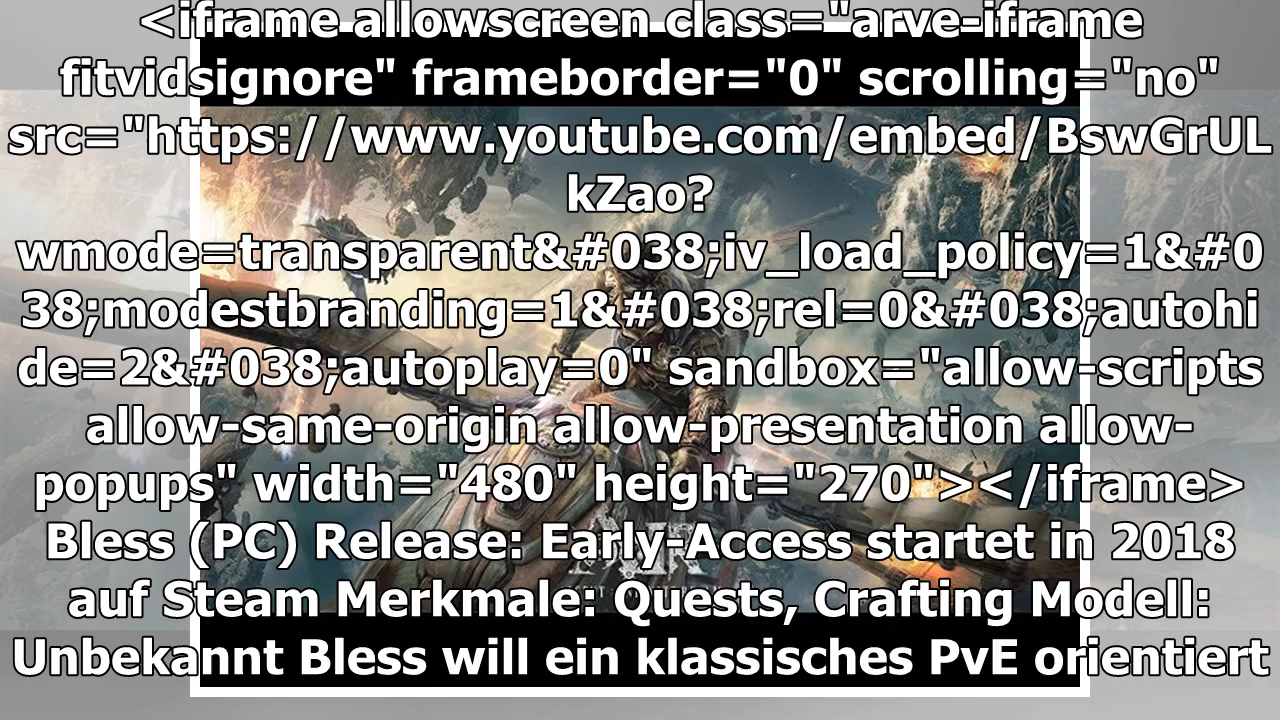 <iframe allowscreen class="arve-iframe
fitvidsignore" frameborder="0" scrolling="no"
src="https://www.youtube.com/embed/BswGrUL
kZao?
wmode=transparent&#038;iv_load_policy=1&#0
38;modestbranding=1&#038;rel=0&#038;autohi
de=2&#038;autoplay=0" sandbox="allow-scripts
allow-same-origin allow-presentation allow-
popups" width="480" height="270"></iframe>
Bless (PC) Release: Early-Access startet in 2018
auf Steam Merkmale: Quests, Crafting Modell:
Unbekannt Bless will ein klassisches PvE orientiert